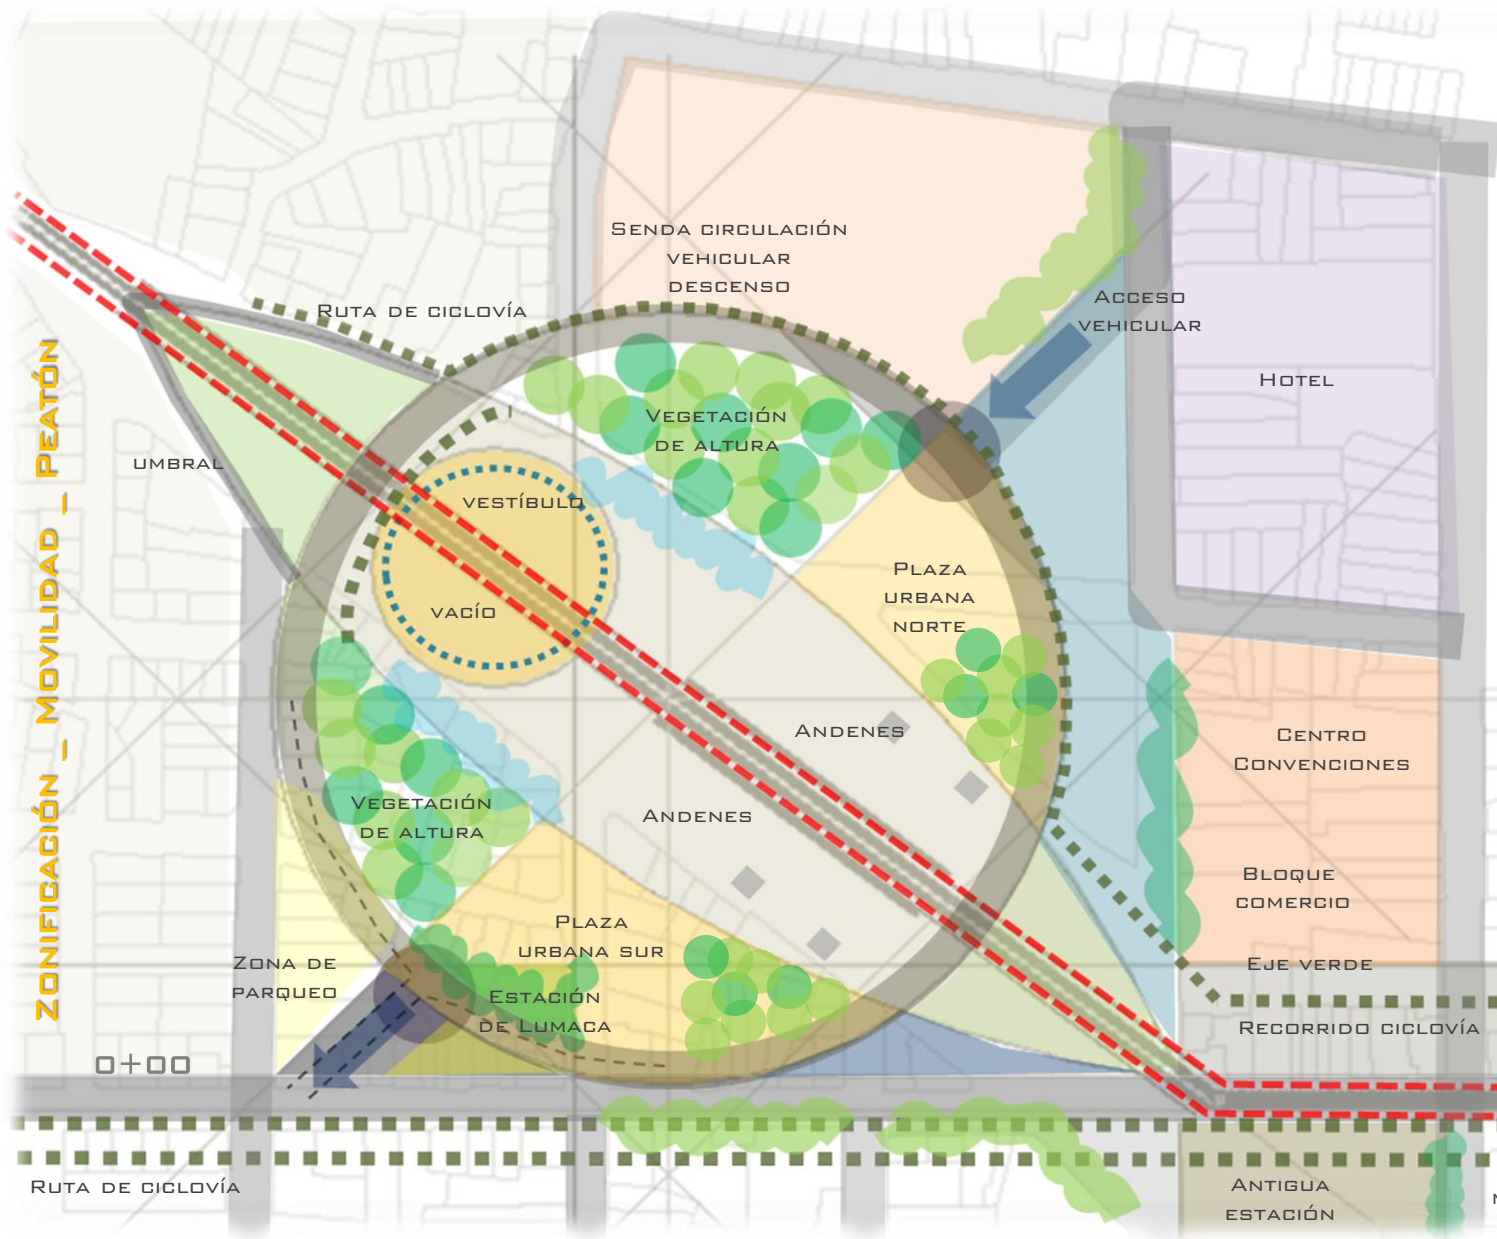 Zonificación _ Movilidad _ Peatón
Senda circulación
vehicular
descenso
Ruta de ciclovía
Acceso
vehicular
Hotel
Vegetación
de altura
umbral
vestíbulo
Plaza
urbana
norte
vacío
Andenes
Centro
Convenciones
Vegetación
de altura
Andenes
Bloque
comercio
Plaza
urbana sur
Zona de
parqueo
Eje verde
Estación
de Lumaca
Recorrido ciclovía
0+00
Ruta de ciclovía
Antigua
estación